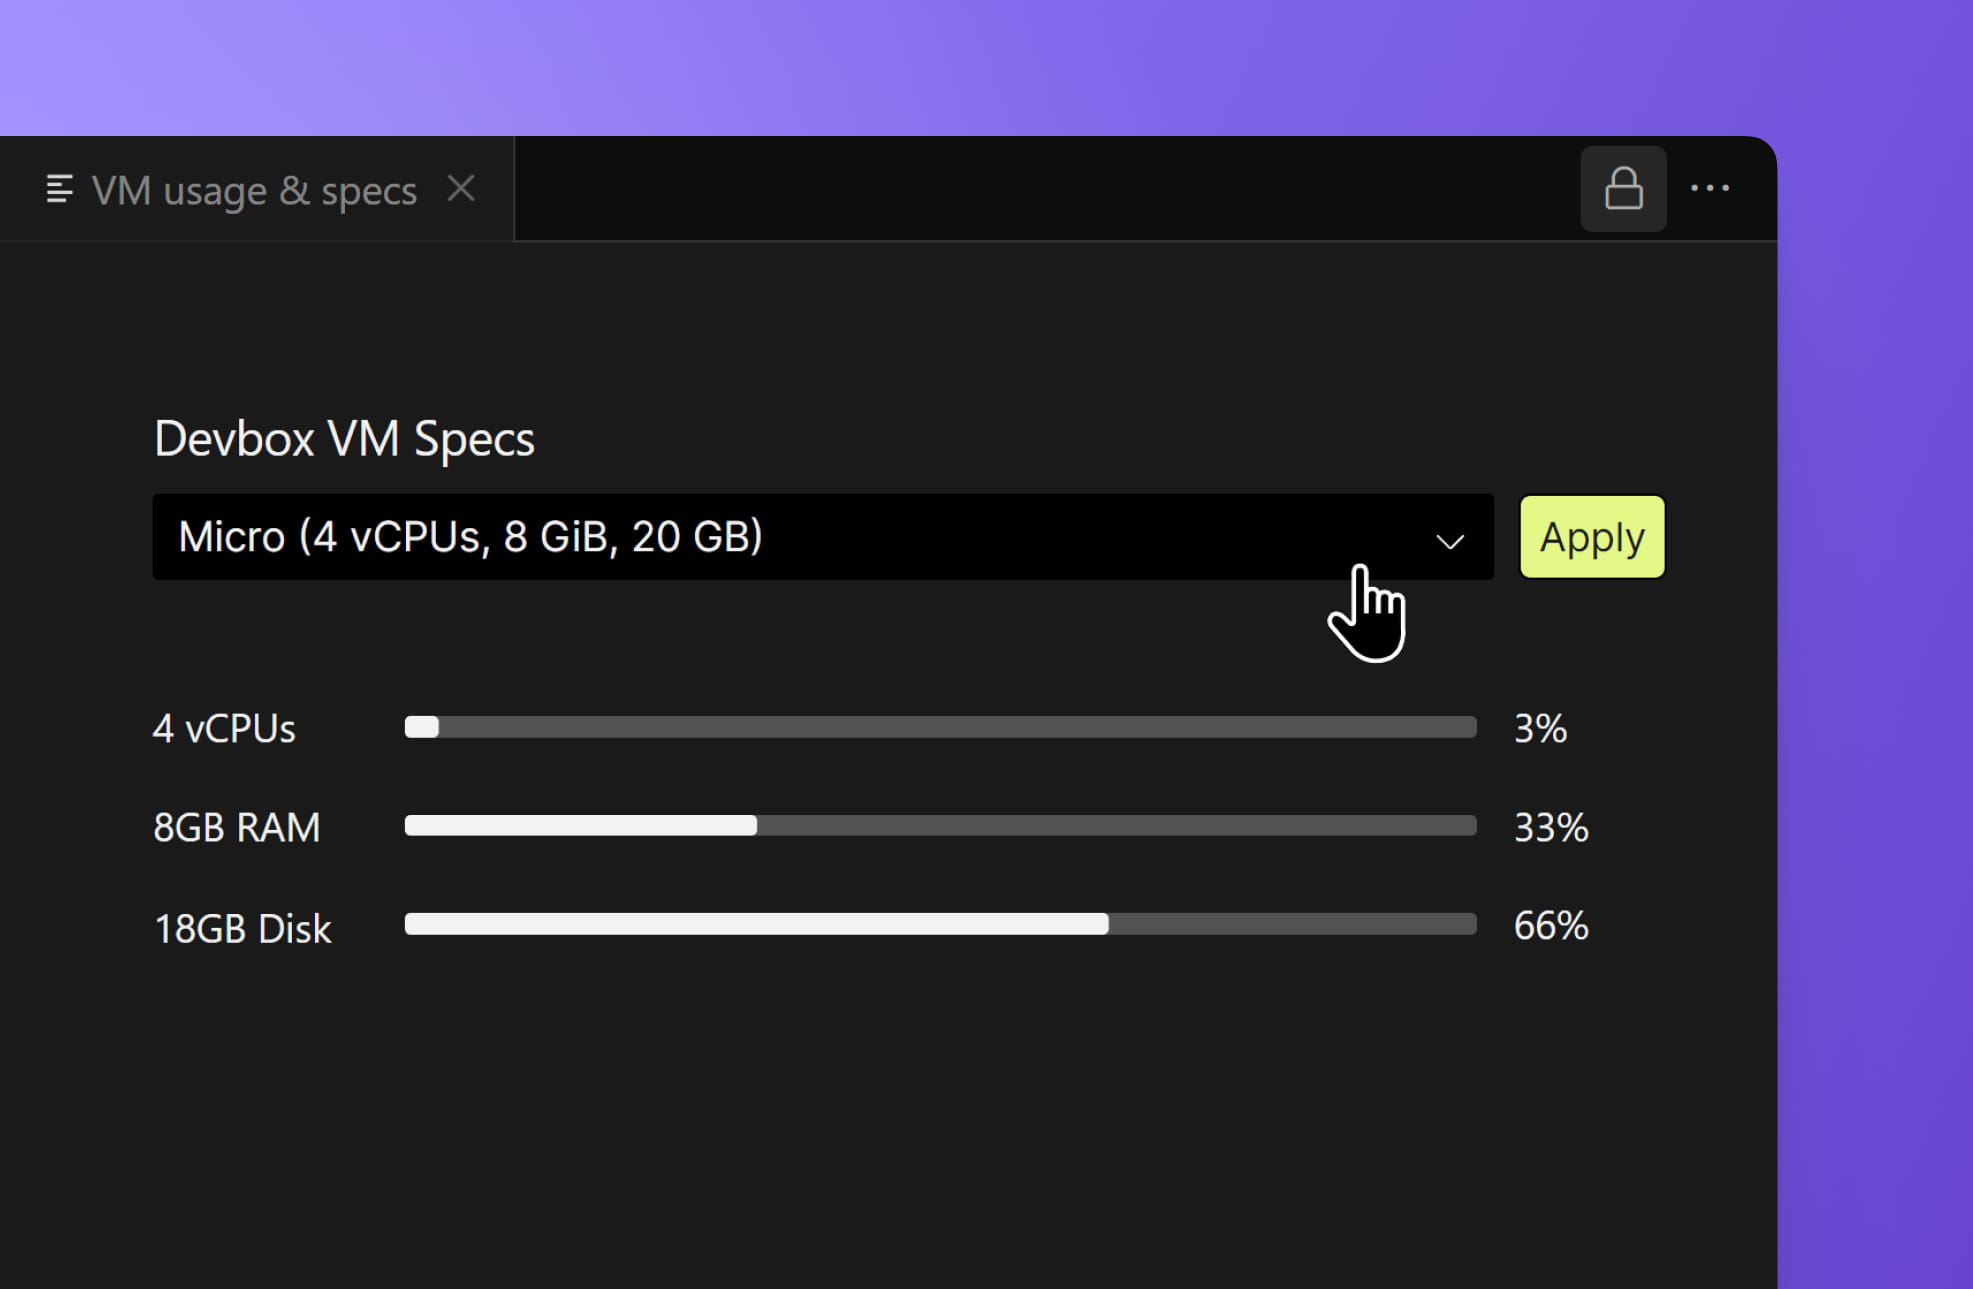 VM usage & specs
Devbox VM Specs
Micro (4 vCPUs, 8 GiB, 20 GB)
Apply
4 vCPUs 3%
8GB RAM 33%
18GB Disk 66%